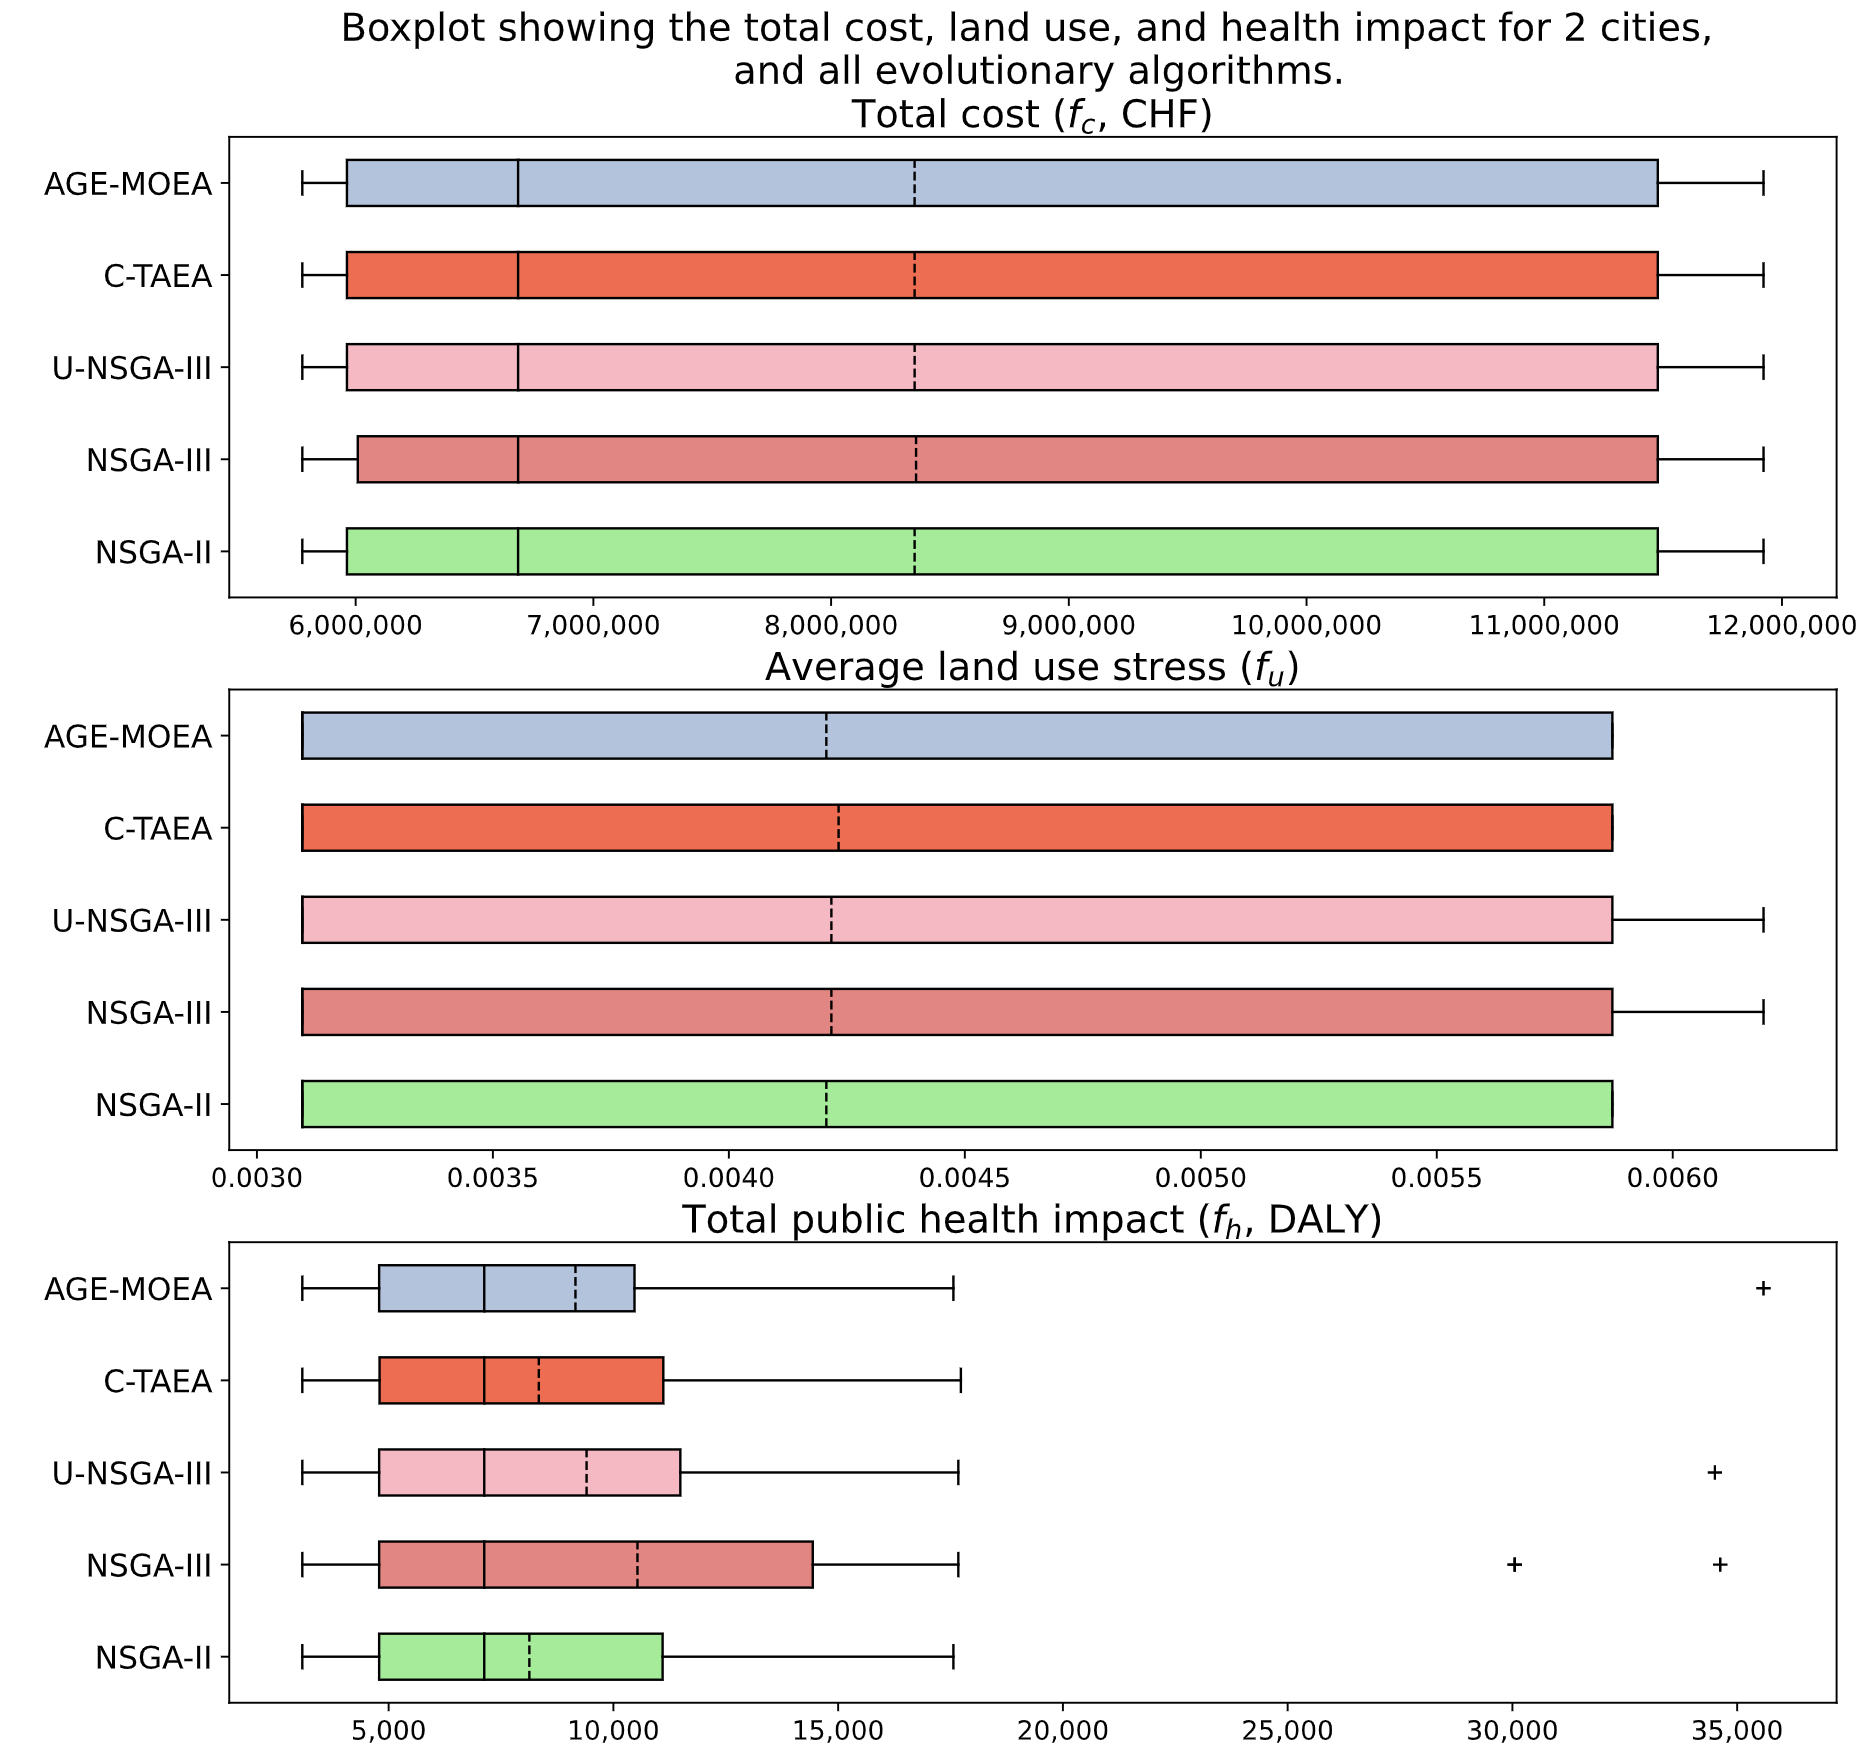 Boxplot showing the total cost, land use, and health impact for 2 cities,
and all evolutionary algorithms.
Total cost (f_c, CHF)
AGE-MOEA
C-TAEA
U-NSGA-III
NSGA-III
NSGA-II
6,000,000 7,000,000 8,000,000 9,000,000 10,000,000 11,000,000 12,000,000
Average land use stress (f_u)
AGE-MOEA
C-TAEA
U-NSGA-III
NSGA-III
NSGA-II
0.0030 0.0035 0.0040 0.0045 0.0050 0.0055 0.0060
Total public health impact (f_h, DALY)
AGE-MOEA
C-TAEA
U-NSGA-III
NSGA-III
NSGA-II
5,000 10,000 15,000 20,000 25,000 30,000 35,000